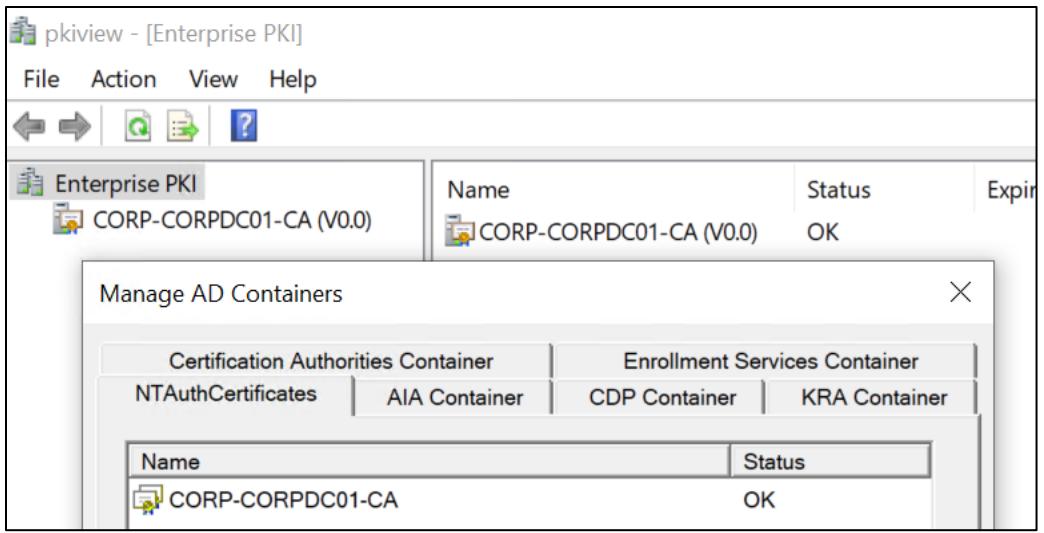 pkiview - [Enterprise PKI]
File Action View Help
Enterprise PKI
CORP-CORPDC01-CA (V0.0)
Name Status Expir
CORP-CORPDC01-CA (V0.0) OK
Manage AD Containers
Certification Authorities Container Enrollment Services Container
NTAuthCertificates AIA Container CDP Container KRA Container
Name Status
CORP-CORPDC01-CA OK